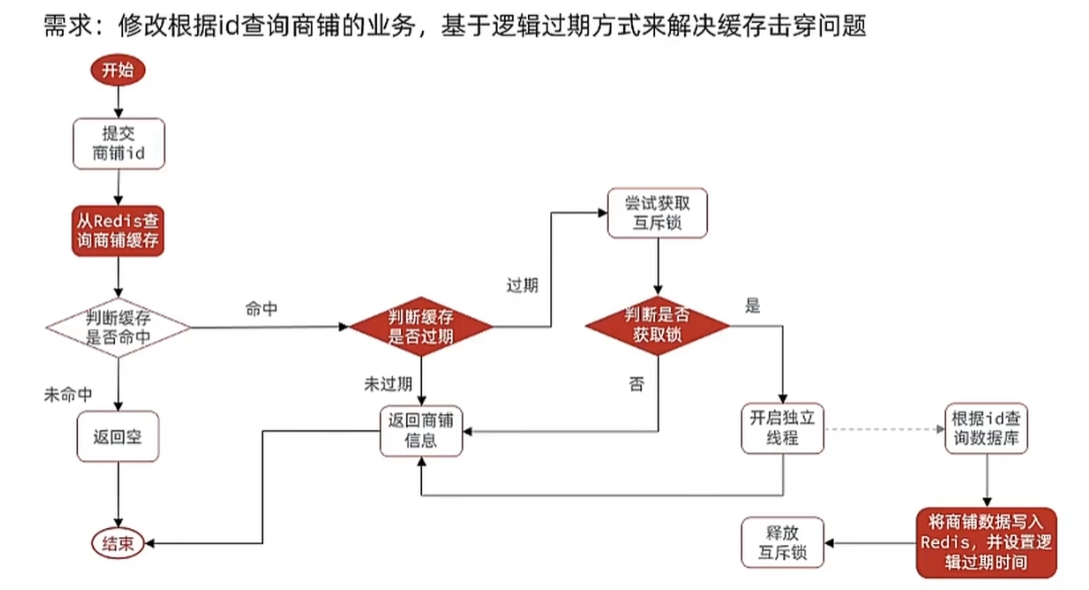 需求：修改根据id查询商铺的业务，基于逻辑过期方式来解决缓存击穿问题
开始
提交
商铺id
从Redis查
询商铺缓存
判断缓存
是否命中
命中
未命中
返回空
结束
判断缓存
是否过期
过期
未过期
返回商铺
信息
尝试获取
互斥锁
判断是否
获取锁
是
否
开启独立
线程
根据id查
询数据库
将商铺数据写入
Redis，并设置逻
辑过期时间
释放
互斥锁